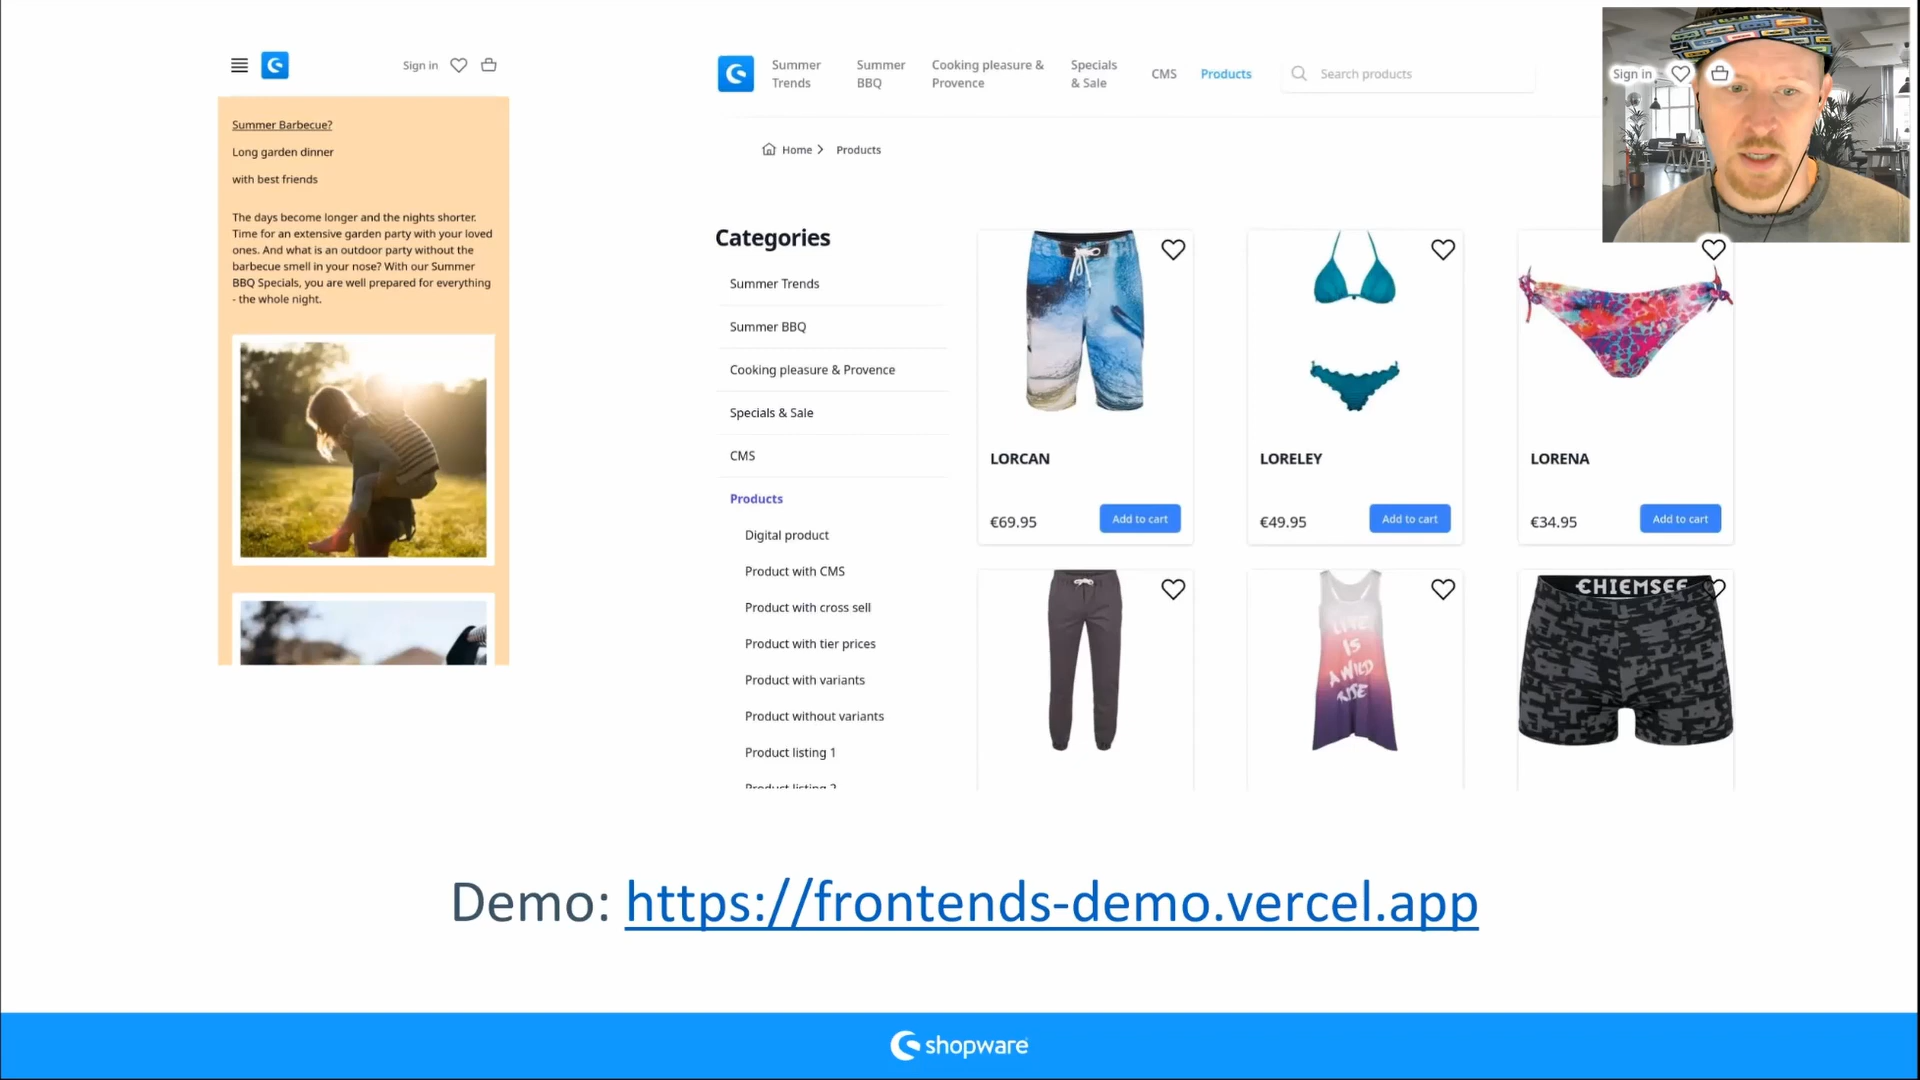 Sign in
Summer Barbecue?
Long garden dinner
with best friends
The days become longer and the nights shorter.
Time for an extensive garden party with your loved
ones. And what is an outdoor party without the
barbecue smell in your nose? With our Summer
BBQ Specials, you are well prepared for everything
- the whole night.
Summer
Trends
Summer
BBQ
Cooking pleasure &
Provence
Specials
& Sale
CMS
Products
Search products
Sign in
Home
Products
Categories
Summer Trends
Summer BBQ
Cooking pleasure & Provence
Specials & Sale
CMS
Products
Digital product
Product with CMS
Product with cross sell
Product with tier prices
Product with variants
Product without variants
Product listing 1
Product listing 2
LORCAN
€69.95
Add to cart
LORELEY
€49.95
Add to cart
LORENA
€34.95
Add to cart
LIVE
IS
A WILD
RISE
CHIEMSEE
Demo: https://frontends-demo.vercel.app
shopware